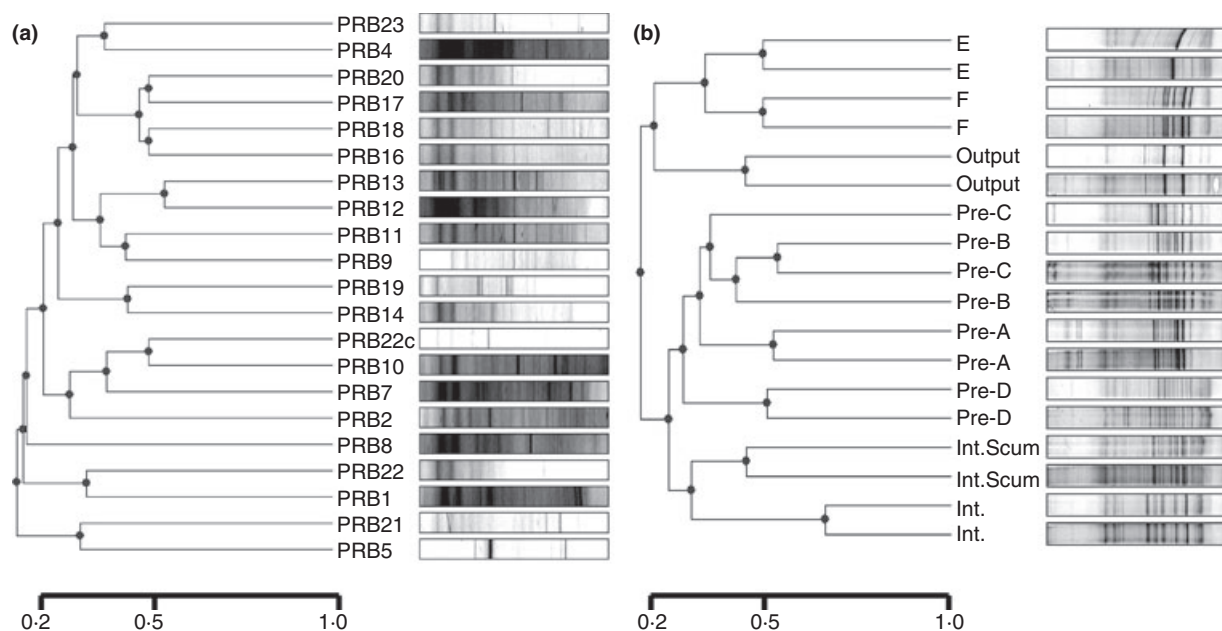 (a)
PRB23
PRB4
PRB20
PRB17
PRB18
PRB16
PRB13
PRB12
PRB11
PRB9
PRB19
PRB14
PRB22c
PRB10
PRB7
PRB2
PRB8
PRB22
PRB1
PRB21
PRB5
0·2 0·5 1·0
(b)
E
E
F
F
Output
Output
Pre-C
Pre-B
Pre-C
Pre-B
Pre-A
Pre-A
Pre-D
Pre-D
Int.Scum
Int.Scum
Int.
Int.
0·2 0·5 1·0